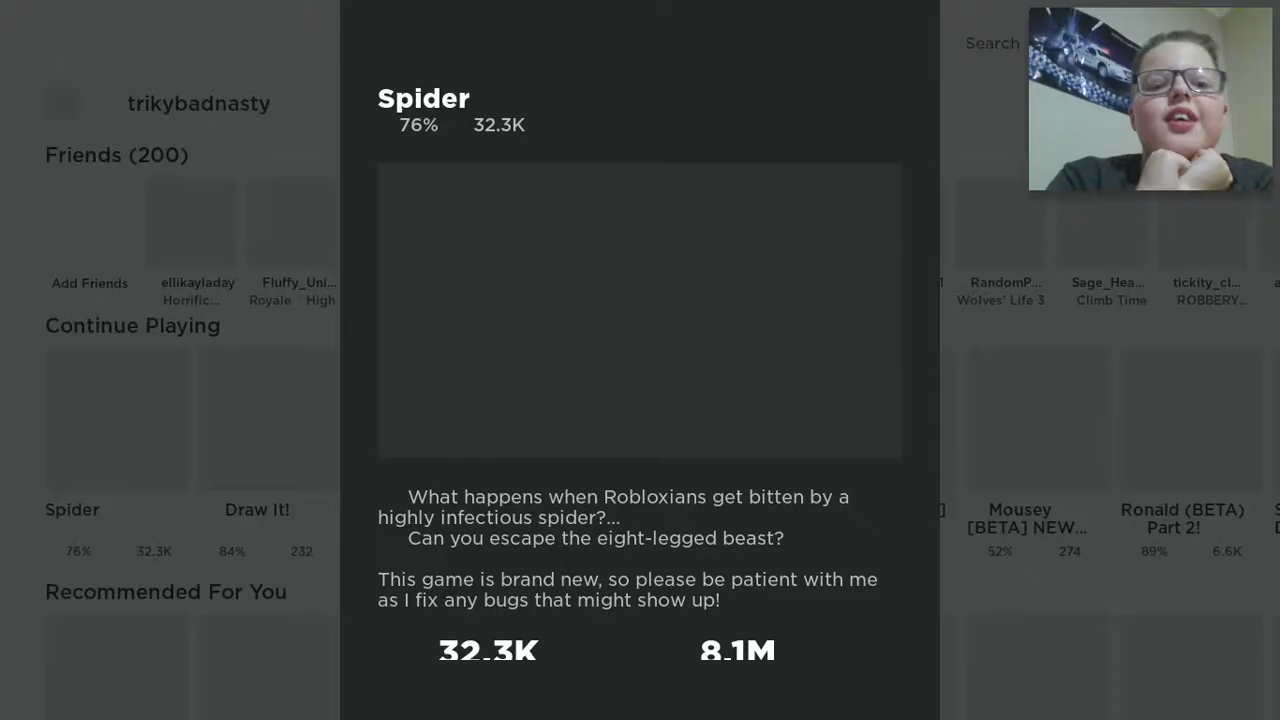 Search
trikybadnasty
Friends (200)
Add Friends
ellikayladay
Horrific...
Fluffy_Uni...
Royale High
RandomP...
Wolves' Life 3
Sage_Hea...
Climb Time
tickity_cl...
ROBBERY...
Continue Playing
Spider
76% 32.3K
Draw It!
84% 232
Mousey
[BETA] NEW...
52% 274
Ronald (BETA)
Part 2!
89% 6.6K
Recommended For You
Spider
76% 32.3K
What happens when Robloxians get bitten by a
highly infectious spider?...
Can you escape the eight-legged beast?
This game is brand new, so please be patient with me
as I fix any bugs that might show up!
32.3K 8.1M